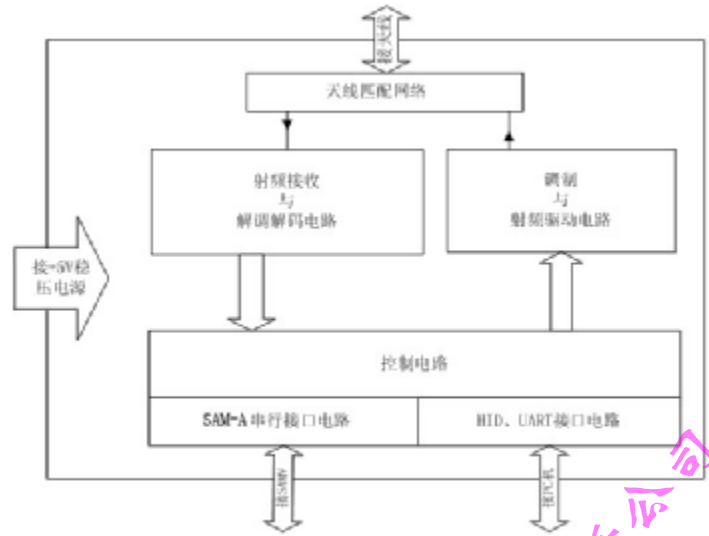 接天线
天线匹配网络
射频接收
与
解调解码电路
调制
与
射频驱动电路
接=5V稳
压电源
控制电路
SAM=A 串行接口电路
HID、UART接口电路
接SAMV
接PC机
司